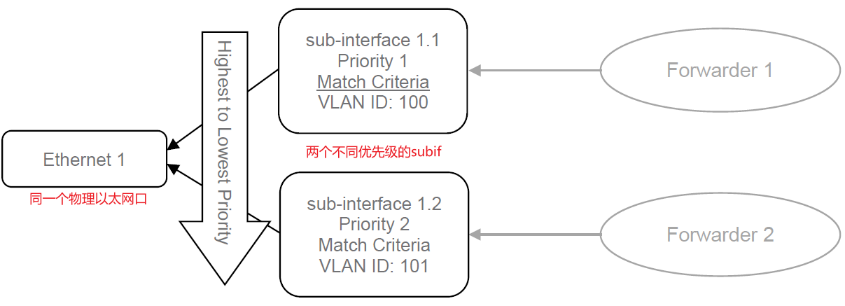 Ethernet 1
同一个物理以太网口
Highest to Lowest Priority
sub-interface 1.1
Priority 1
Match Criteria
VLAN ID: 100
两个不同优先级的subif
sub-interface 1.2
Priority 2
Match Criteria
VLAN ID: 101
Forwarder 1
Forwarder 2